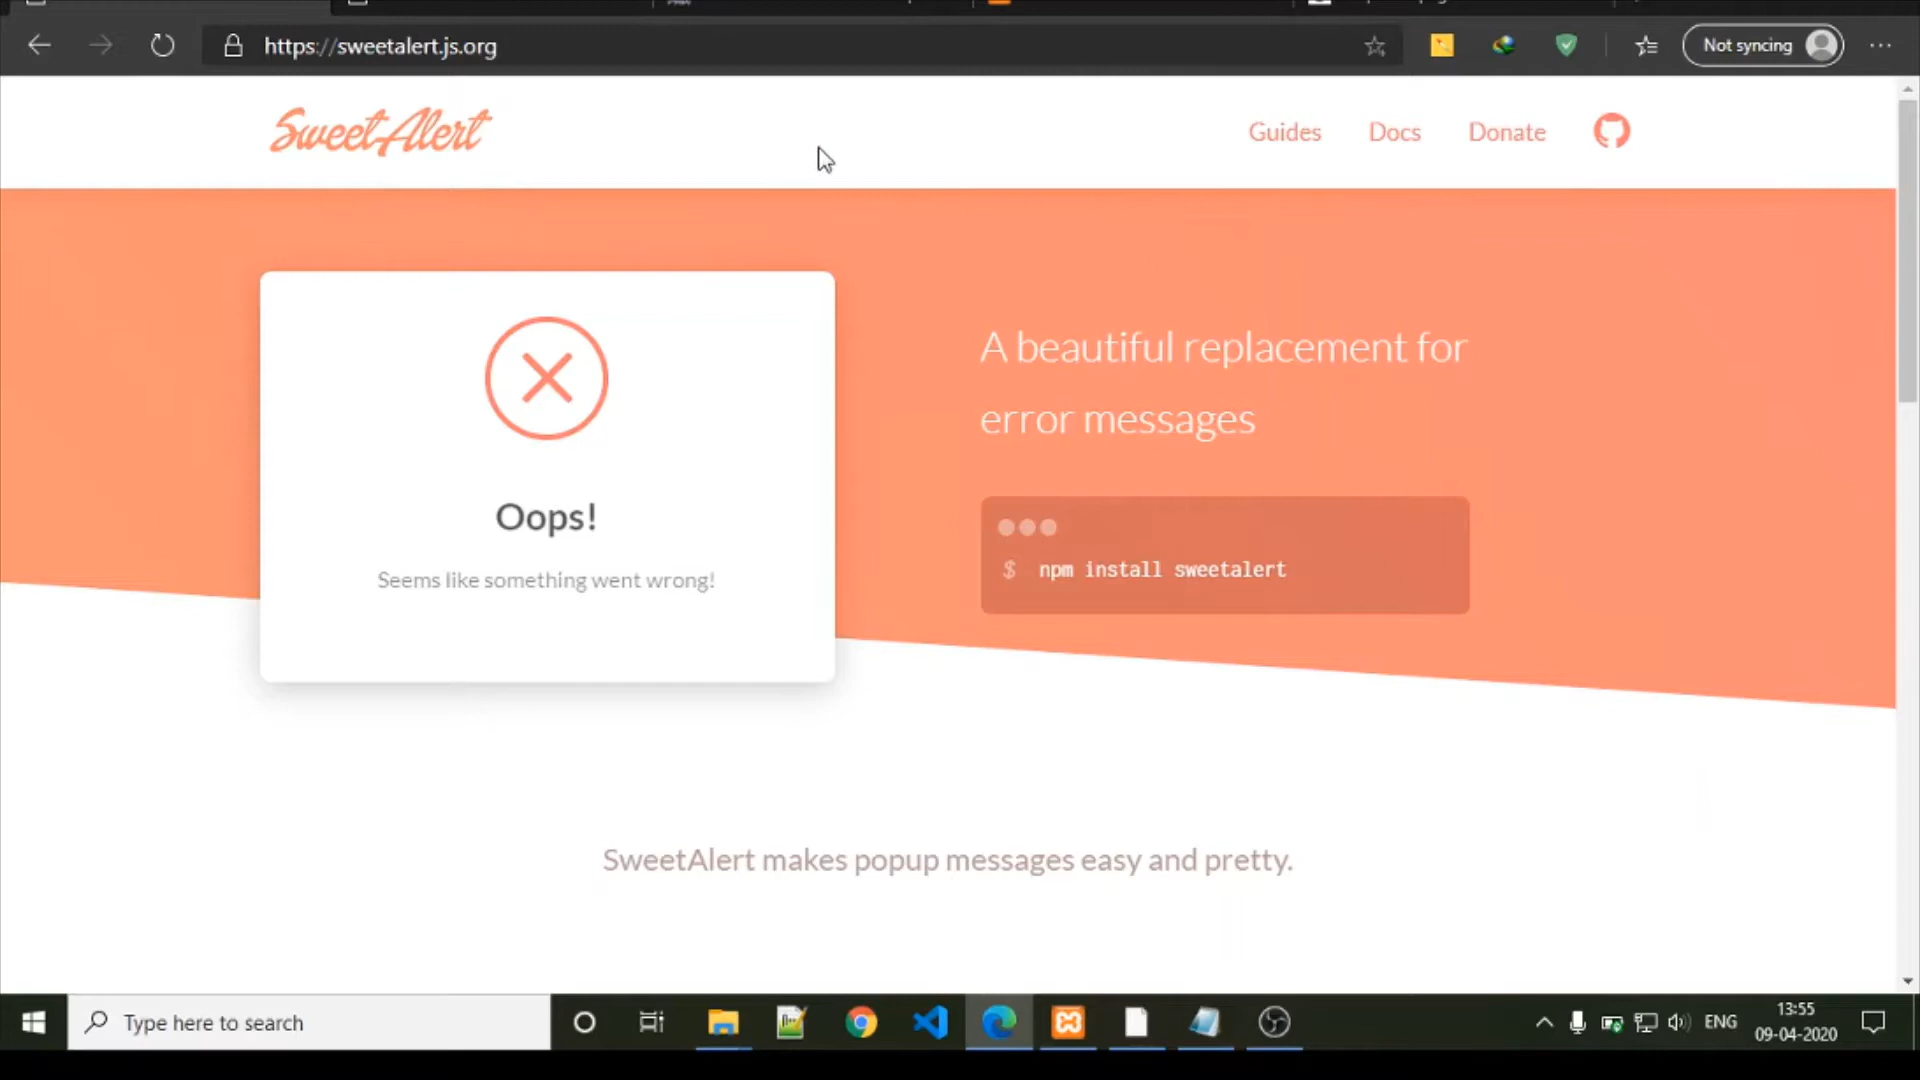 https://sweetalert.js.org
Not syncing
SweetAlert
Guides
Docs
Donate
A beautiful replacement for
error messages
Oops!
Seems like something went wrong!
$ npm install sweetalert
SweetAlert makes popup messages easy and pretty.
Type here to search
ENG
13:55
09-04-2020